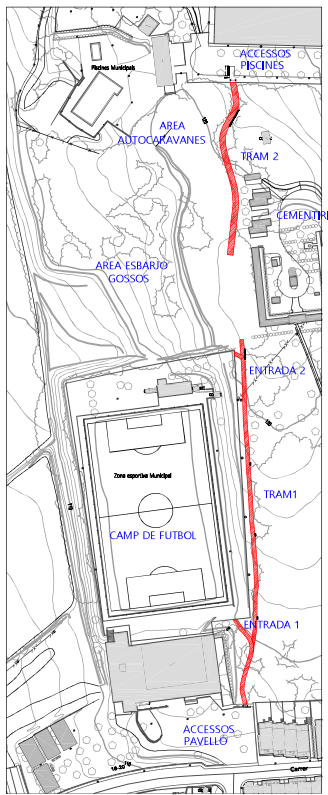 ACCESSOS
PISCINES
Piscines Municipals
AREA
AUTOCARAVANES
TRAM 2
CEMENTIRI
AREA ESBARJO
GOSSOS
ENTRADA 2
Zona esportiva Municipal
TRAM1
CAMP DE FUTBOL
ENTRADA 1
ACCESSOS
PAVELLÓ
Carrer